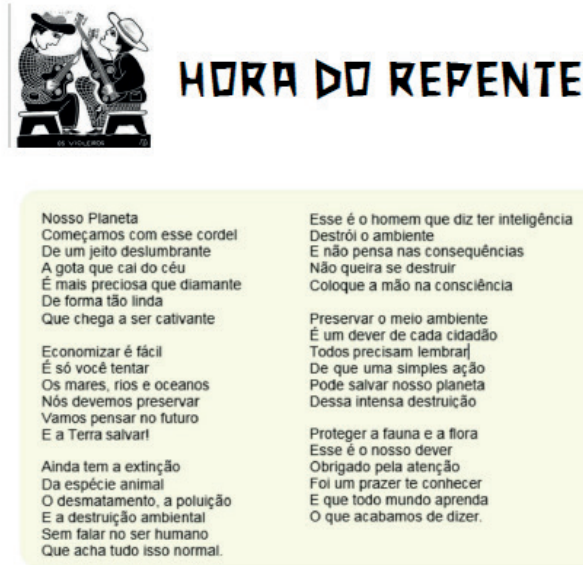 OS VIOLEIROS
HORA DO REPENTE
Nosso Planeta
Começamos com esse cordel
De um jeito deslumbrante
A gota que cai do céu
É mais preciosa que diamante
De forma tão linda
Que chega a ser cativante
Economizar é fácil
É só você tentar
Os mares, rios e oceanos
Nós devemos preservar
Vamos pensar no futuro
E a Terra salvar!
Ainda tem a extinção
Da espécie animal
O desmatamento, a poluição
E a destruição ambiental
Sem falar no ser humano
Que acha tudo isso normal.
Esse é o homem que diz ter inteligência
Destrói o ambiente
E não pensa nas consequências
Não queira se destruir
Coloque a mão na consciência
Preservar o meio ambiente
É um dever de cada cidadão
Todos precisam lembrar
De que uma simples ação
Pode salvar nosso planeta
Dessa intensa destruição
Proteger a fauna e a flora
Esse é o nosso dever
Obrigado pela atenção
Foi um prazer te conhecer
E que todo mundo aprenda
O que acabamos de dizer.